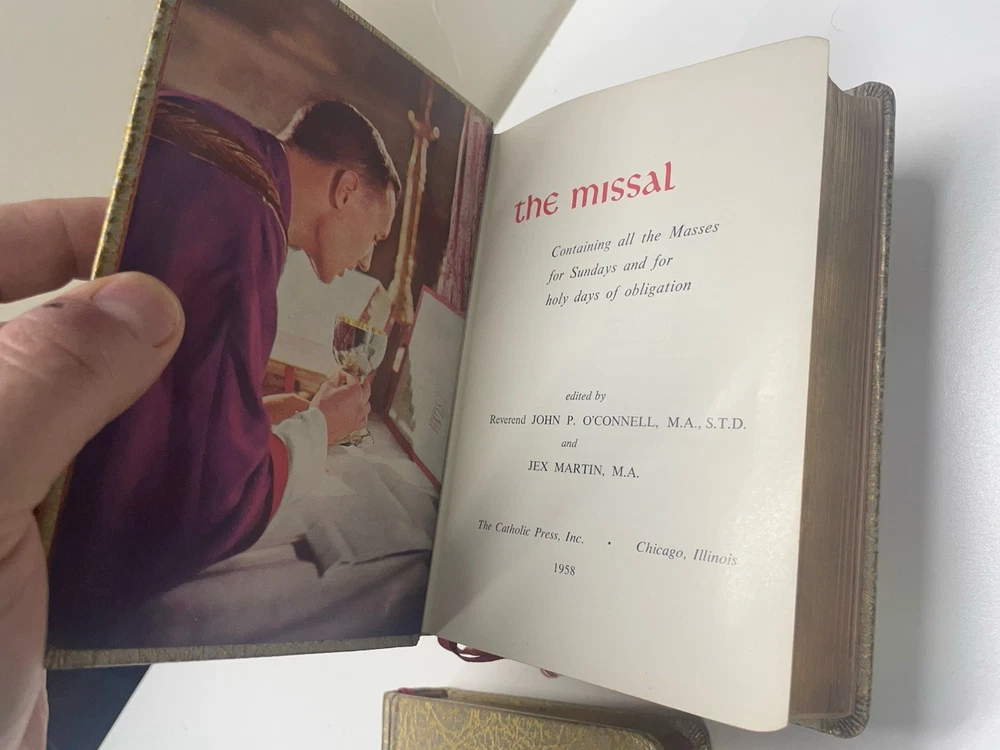 the missal
Containing all the Masses
for Sundays and for
holy days of obligation
edited by
Reverend JOHN P. O'CONNELL, M.A., S.T.D.
and
JEX MARTIN, M.A.
The Catholic Press, Inc. • Chicago, Illinois
1958